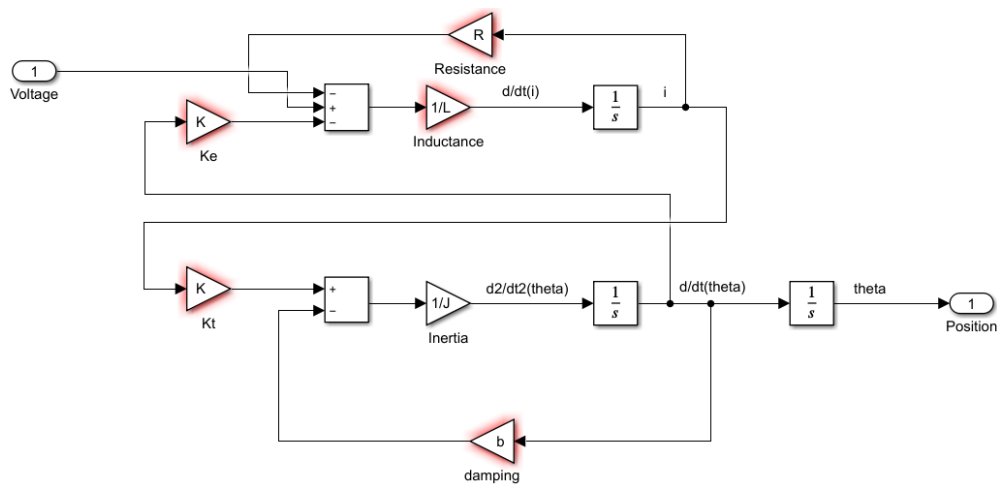 R
Resistance
1
Voltage
−
+
−
1/L
Inductance
d/dt(i)
1
s
i
K
Ke
K
Kt
+
−
1/J
Inertia
d2/dt2(theta)
1
s
d/dt(theta)
1
s
theta
1
Position
b
damping